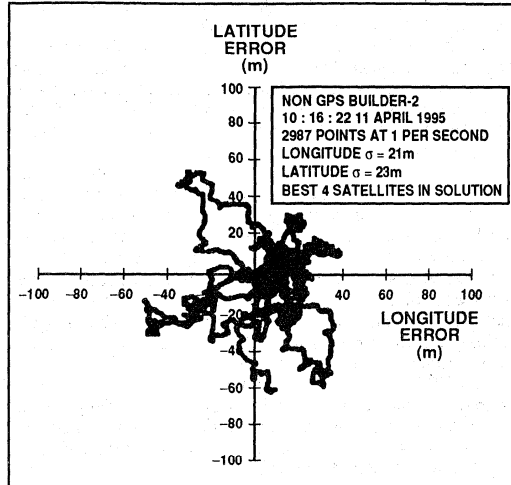 LATITUDE
ERROR
(m)
100
80
60
40
20
NON GPS BUILDER-2
10 : 16 : 22 11 APRIL 1995
2987 POINTS AT 1 PER SECOND
LONGITUDE σ = 21m
LATITUDE σ = 23m
BEST 4 SATELLITES IN SOLUTION
-100 -80 -60 -40 -20 40 60 80 100
-20
-40
-60
-80
-100
LONGITUDE
ERROR
(m)